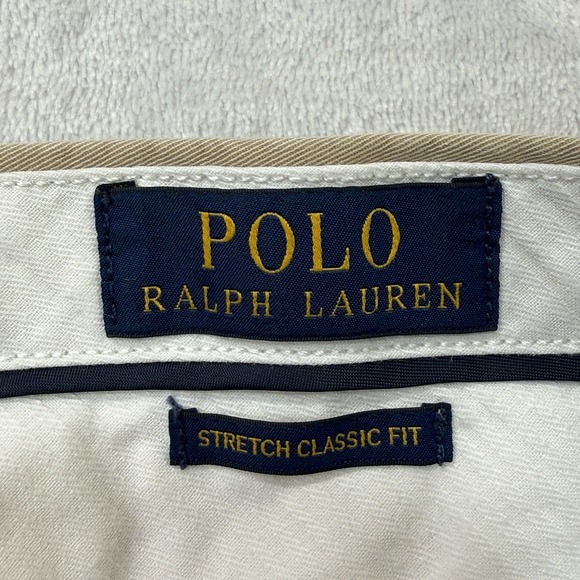 POLO
RALPH LAUREN
STRETCH CLASSIC FIT